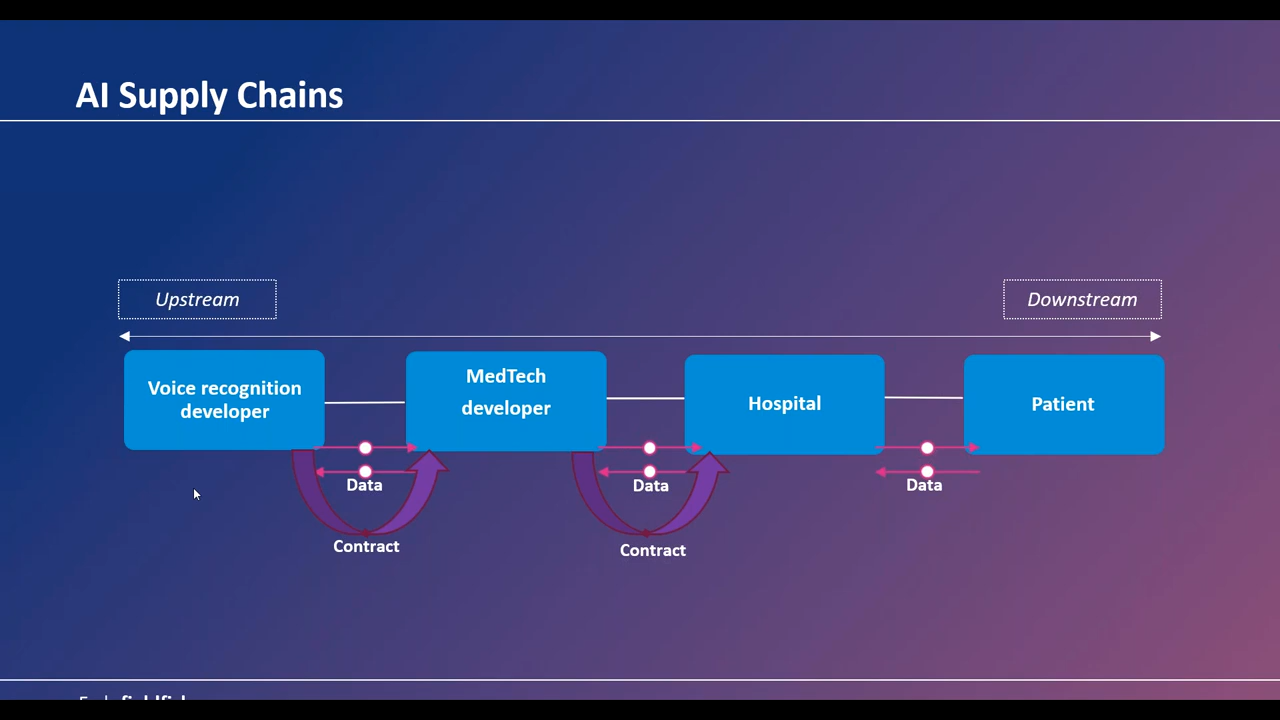 AI Supply Chains
Upstream
Downstream
Voice recognition
developer
MedTech
developer
Hospital
Patient
Data
Data
Data
Contract
Contract